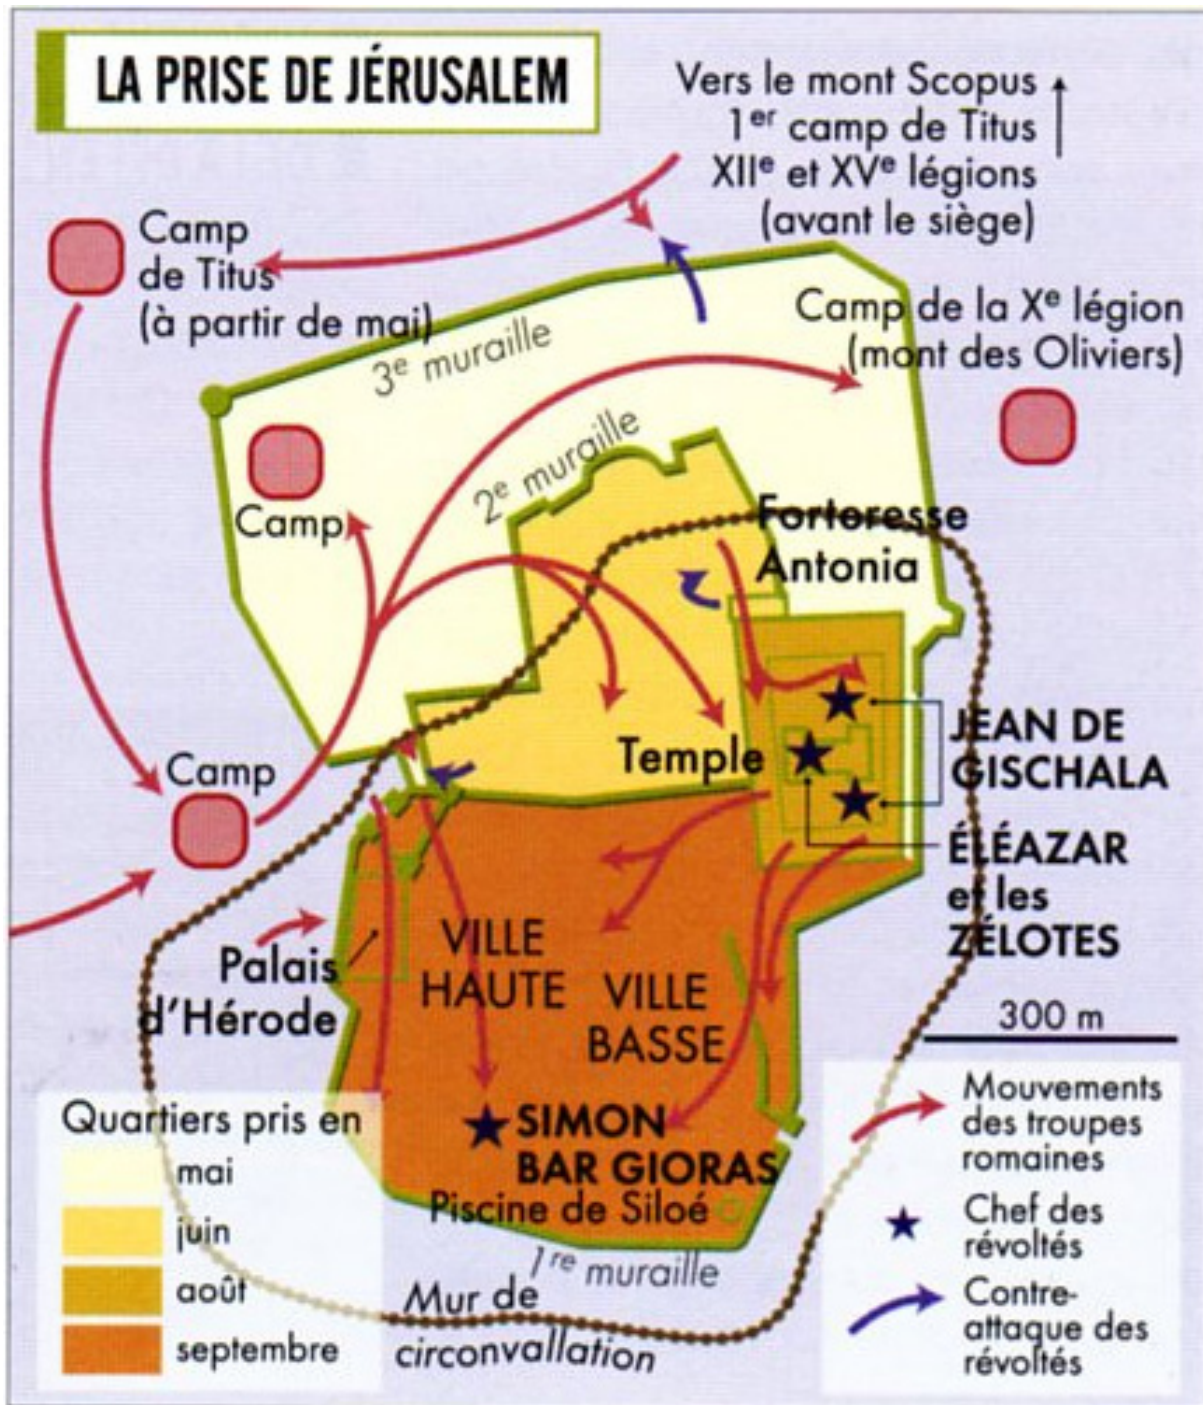 LA PRISE DE JÉRUSALEM
Vers le mont Scopus
1er camp de Titus
XIIe et XVe légions
(avant le siège)
Camp
de Titus
(à partir de mai)
3e muraille
Camp de la Xe légion
(mont des Oliviers)
2e muraille
Camp
Fortoresse
Antonia
Temple
JEAN DE
GISCHALA
Camp
ÉLÉAZAR
et les
ZÉLOTES
Palais
d'Hérode
VILLE
HAUTE
VILLE
BASSE
300 m
SIMON
BAR GIORAS
Piscine de Siloé
1re muraille
Mur de
circonvallation
Quartiers pris en
mai
juin
août
septembre
Mouvements
des troupes
romaines
Chef des
révoltés
Contre-
attaque des
révoltés